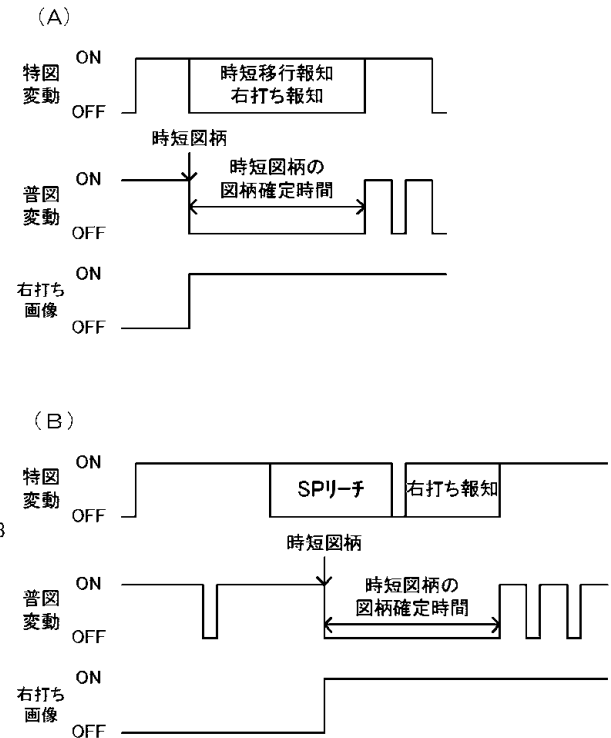 (A)
特図
変動
ON
OFF
時短移行報知
右打ち報知
時短図柄
普図
変動
ON
OFF
時短図柄の
図柄確定時間
右打ち
画像
ON
OFF
(B)
特図
変動
ON
OFF
SPリーチ
右打ち報知
時短図柄
普図
変動
ON
OFF
時短図柄の
図柄確定時間
右打ち
画像
ON
OFF